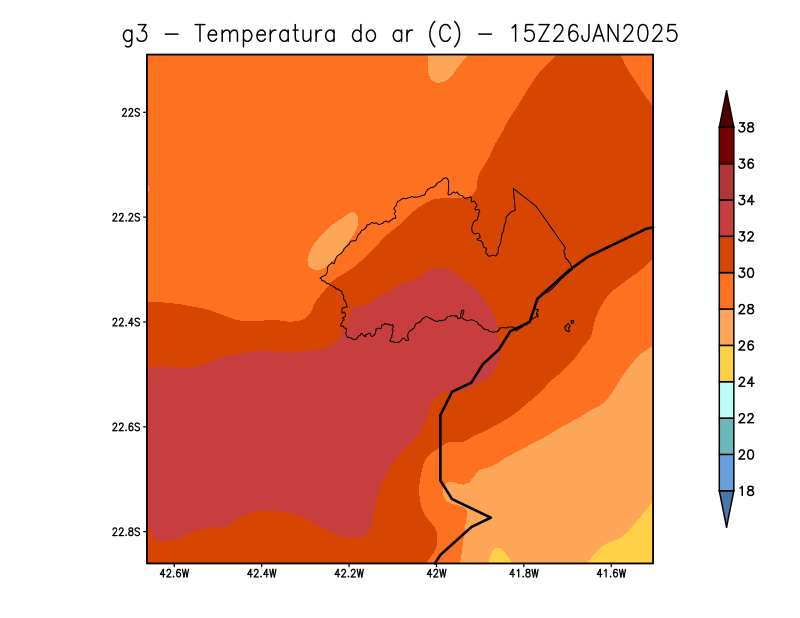 g3 − Temperatura do ar (C) − 15Z26JAN2025
22S
22.2S
22.4S
22.6S
22.8S
42.6W
42.4W
42.2W
42W
41.8W
41.6W
38
36
34
32
30
28
26
24
22
20
18